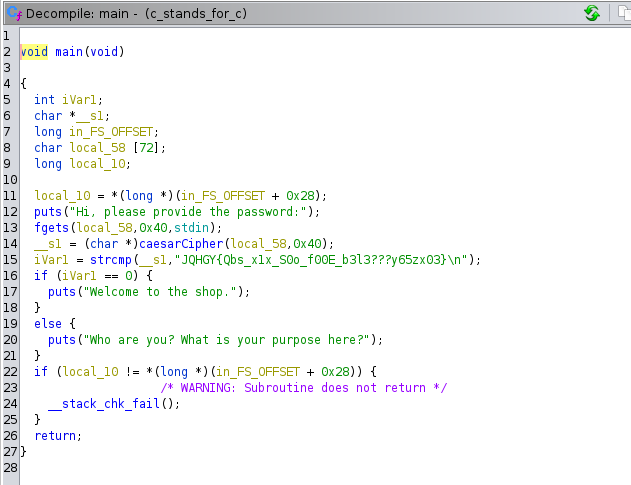 Decompile: main - (c_stands_for_c)
1
2 void main(void)
3
4 {
5 int iVar1;
6 char *__s1;
7 long in_FS_OFFSET;
8 char local_58 [72];
9 long local_10;
10
11 local_10 = *(long *)(in_FS_OFFSET + 0x28);
12 puts("Hi, please provide the password:");
13 fgets(local_58,0x40,stdin);
14 __s1 = (char *)caesarCipher(local_58,0x40);
15 iVar1 = strcmp(__s1,"JQHGY{Qbs_x1x_S0o_f00E_b3l3???y65zx03}\n");
16 if (iVar1 == 0) {
17 puts("Welcome to the shop.");
18 }
19 else {
20 puts("Who are you? What is your purpose here?");
21 }
22 if (local_10 != *(long *)(in_FS_OFFSET + 0x28)) {
23 /* WARNING: Subroutine does not return */
24 __stack_chk_fail();
25 }
26 return;
27 }
28